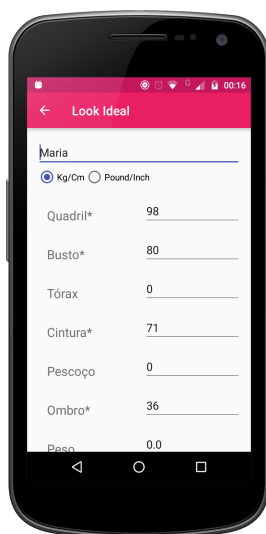 00:16
Look Ideal
Maria
Kg/Cm Pound/Inch
Quadril* 98
Busto* 80
Tórax 0
Cintura* 71
Pescoço 0
Ombro* 36
Peso 0.0